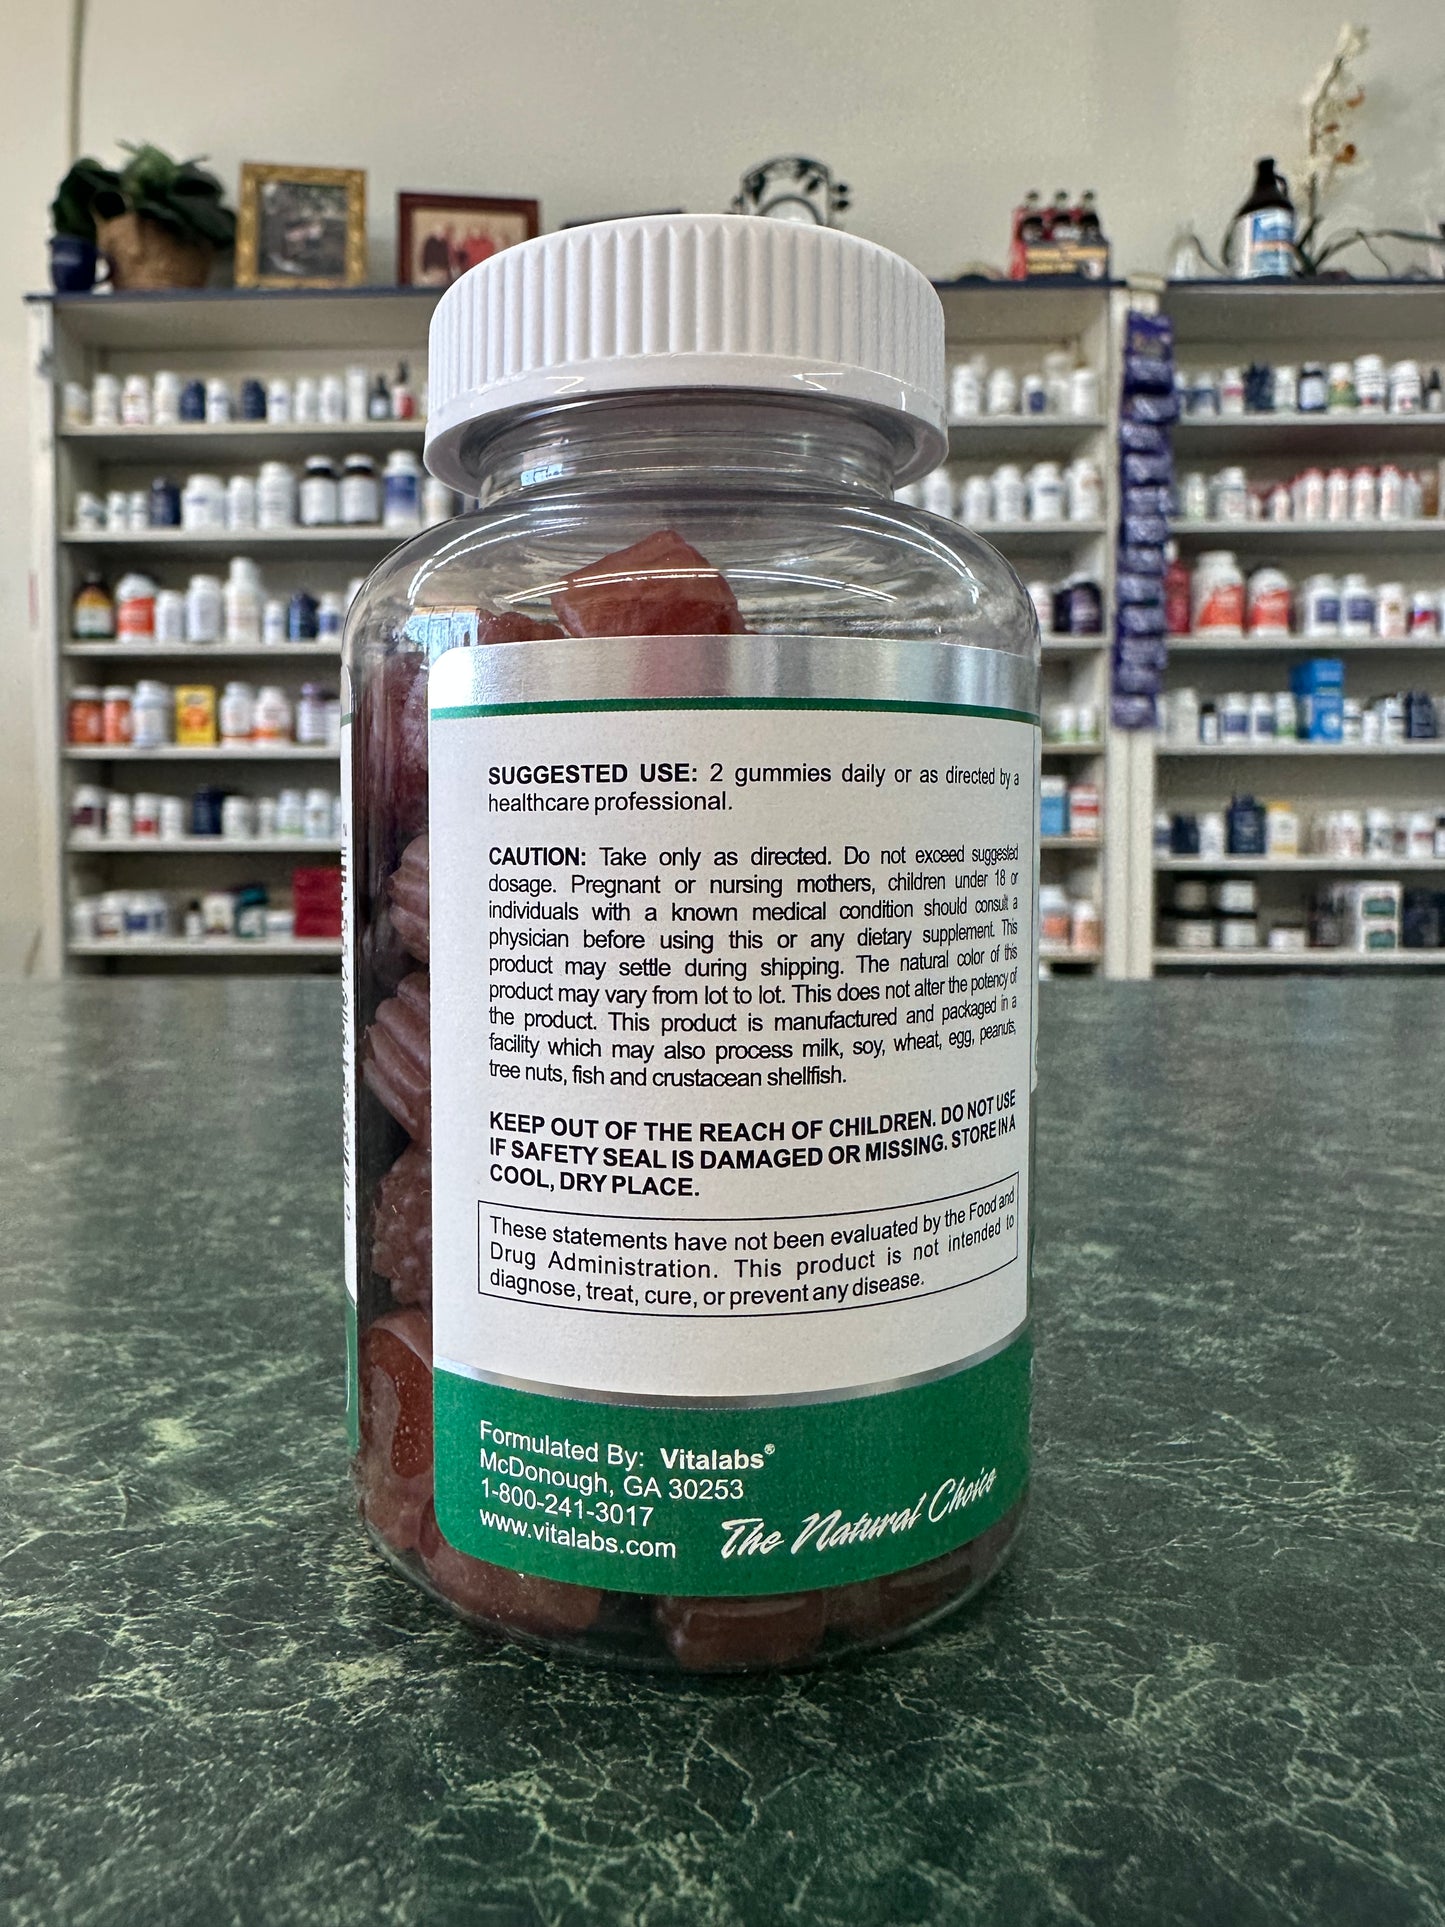 SUGGESTED USE: 2 gummies daily or as directed by a
healthcare professional.
CAUTION: Take only as directed. Do not exceed suggested
dosage. Pregnant or nursing mothers, children under 18 or
individuals with a known medical condition should consult a
physician before using this or any dietary supplement. This
product may settle during shipping. The natural color of this
product may vary from lot to lot. This does not alter the potency of
the product. This product is manufactured and packaged in a
facility which may also process milk, soy, wheat, egg, peanuts,
tree nuts, fish and crustacean shellfish.
KEEP OUT OF THE REACH OF CHILDREN. DO NOT USE
IF SAFETY SEAL IS DAMAGED OR MISSING. STORE IN A
COOL, DRY PLACE.
These statements have not been evaluated by the Food and
Drug Administration. This product is not intended to
diagnose, treat, cure, or prevent any disease.
Formulated By: Vitalabs®
McDonough, GA 30253
1-800-241-3017
www.vitalabs.com
The Natural Choice